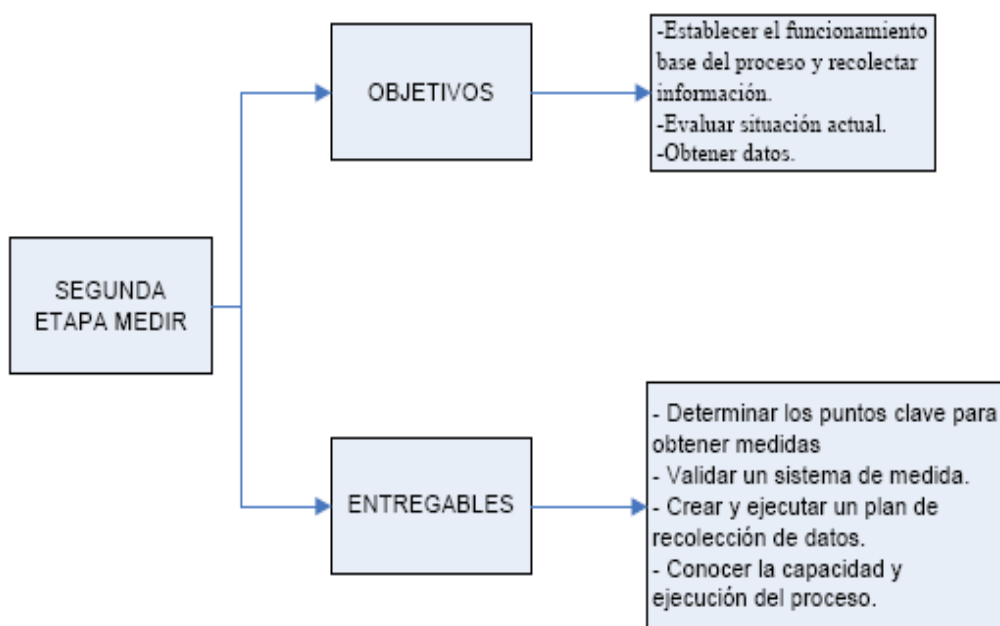 SEGUNDA
ETAPA MEDIR
OBJETIVOS
-Establecer el funcionamiento
base del proceso y recolectar
información.
-Evaluar situación actual.
-Obtener datos.
ENTREGABLES
- Determinar los puntos clave para
obtener medidas
- Validar un sistema de medida.
- Crear y ejecutar un plan de
recolección de datos.
- Conocer la capacidad y
ejecución del proceso.